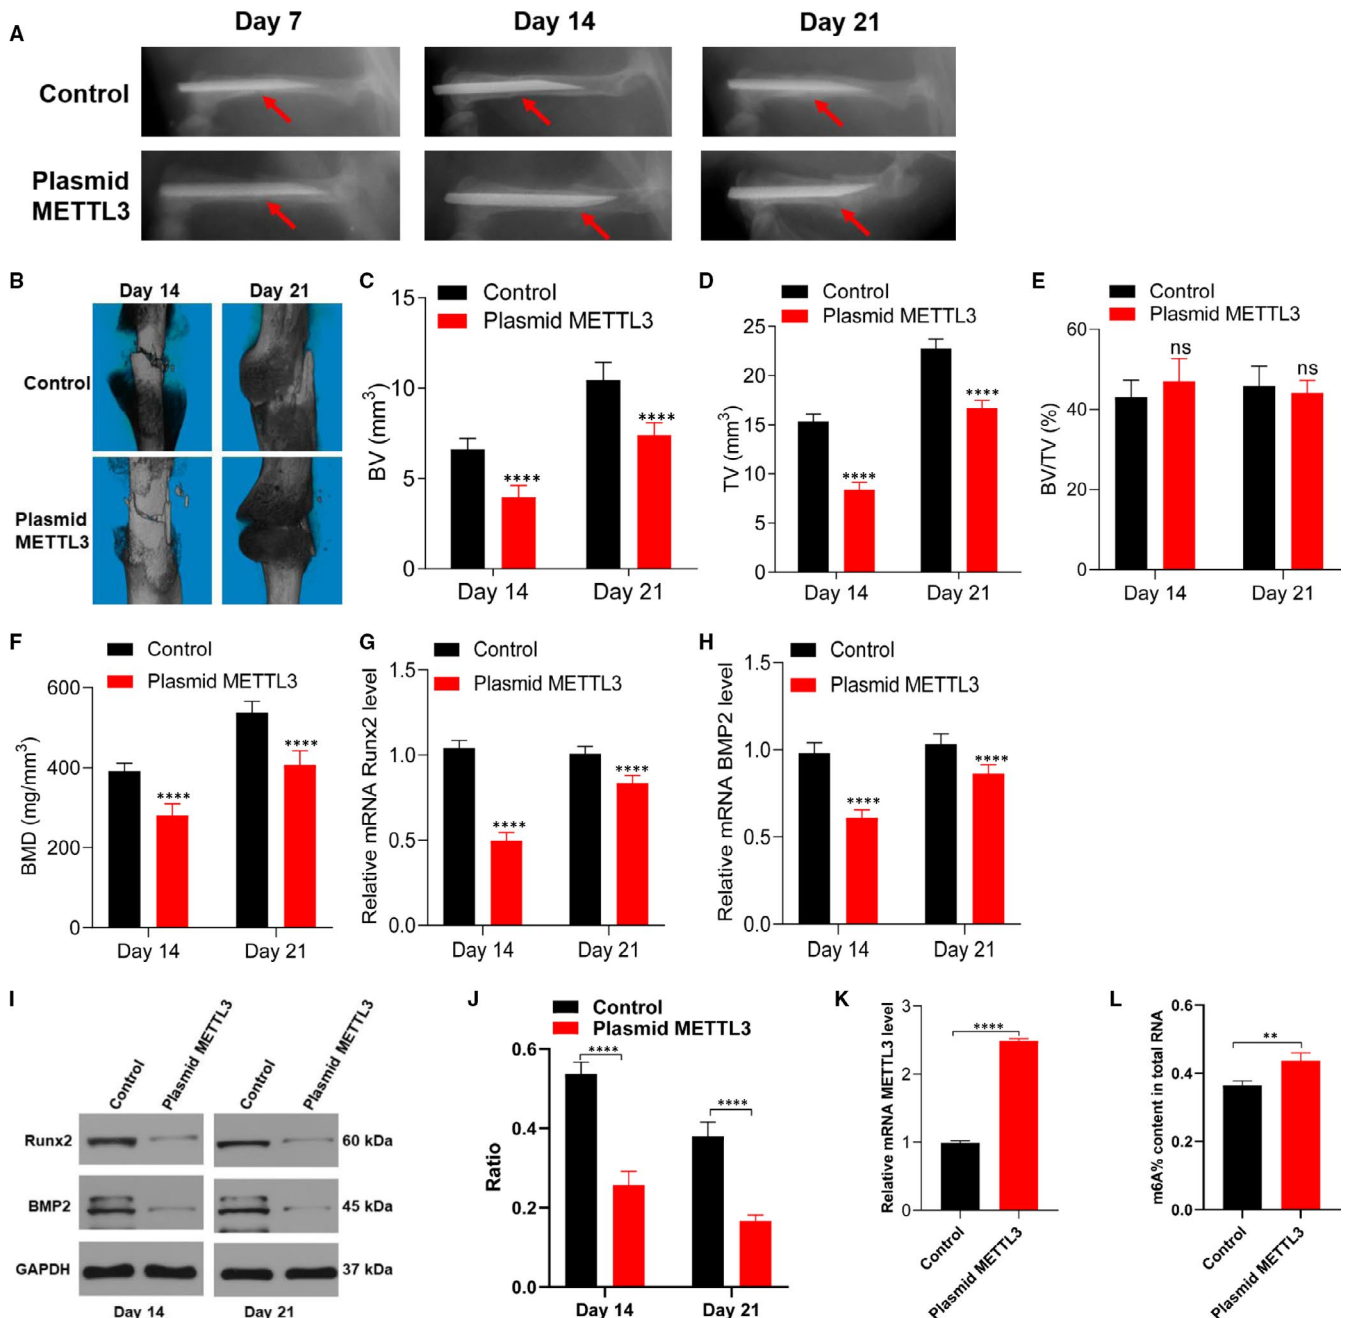 A
Day 7
Day 14
Day 21
Control
Plasmid
METTL3
B
Day 14
Day 21
Control
Plasmid
METTL3
C
Control
Plasmid METTL3
BV (mm³)
15
10
5
0
****
****
Day 14
Day 21
D
Control
Plasmid METTL3
TV (mm³)
25
20
15
10
5
0
****
****
Day 14
Day 21
E
Control
Plasmid METTL3
BV/TV (%)
60
40
20
0
ns
ns
Day 14
Day 21
F
Control
Plasmid METTL3
BMD (mg/mm³)
600
400
200
0
****
****
Day 14
Day 21
G
Control
Plasmid METTL3
Relative mRNA Runx2 level
1.5
1.0
0.5
0.0
****
****
Day 14
Day 21
H
Control
Plasmid METTL3
Relative mRNA BMP2 level
1.5
1.0
0.5
0.0
****
****
Day 14
Day 21
I
Control
Plasmid METTL3
Control
Plasmid METTL3
Runx2
60 kDa
BMP2
45 kDa
GAPDH
37 kDa
Day 14
Day 21
J
Control
Plasmid METTL3
Ratio
0.6
0.4
0.2
0.0
****
****
Day 14
Day 21
K
Relative mRNA METTL3 level
3
2
1
0
****
Control
Plasmid METTL3
L
m6A% content in total RNA
0.6
0.4
0.2
0.0
**
Control
Plasmid METTL3